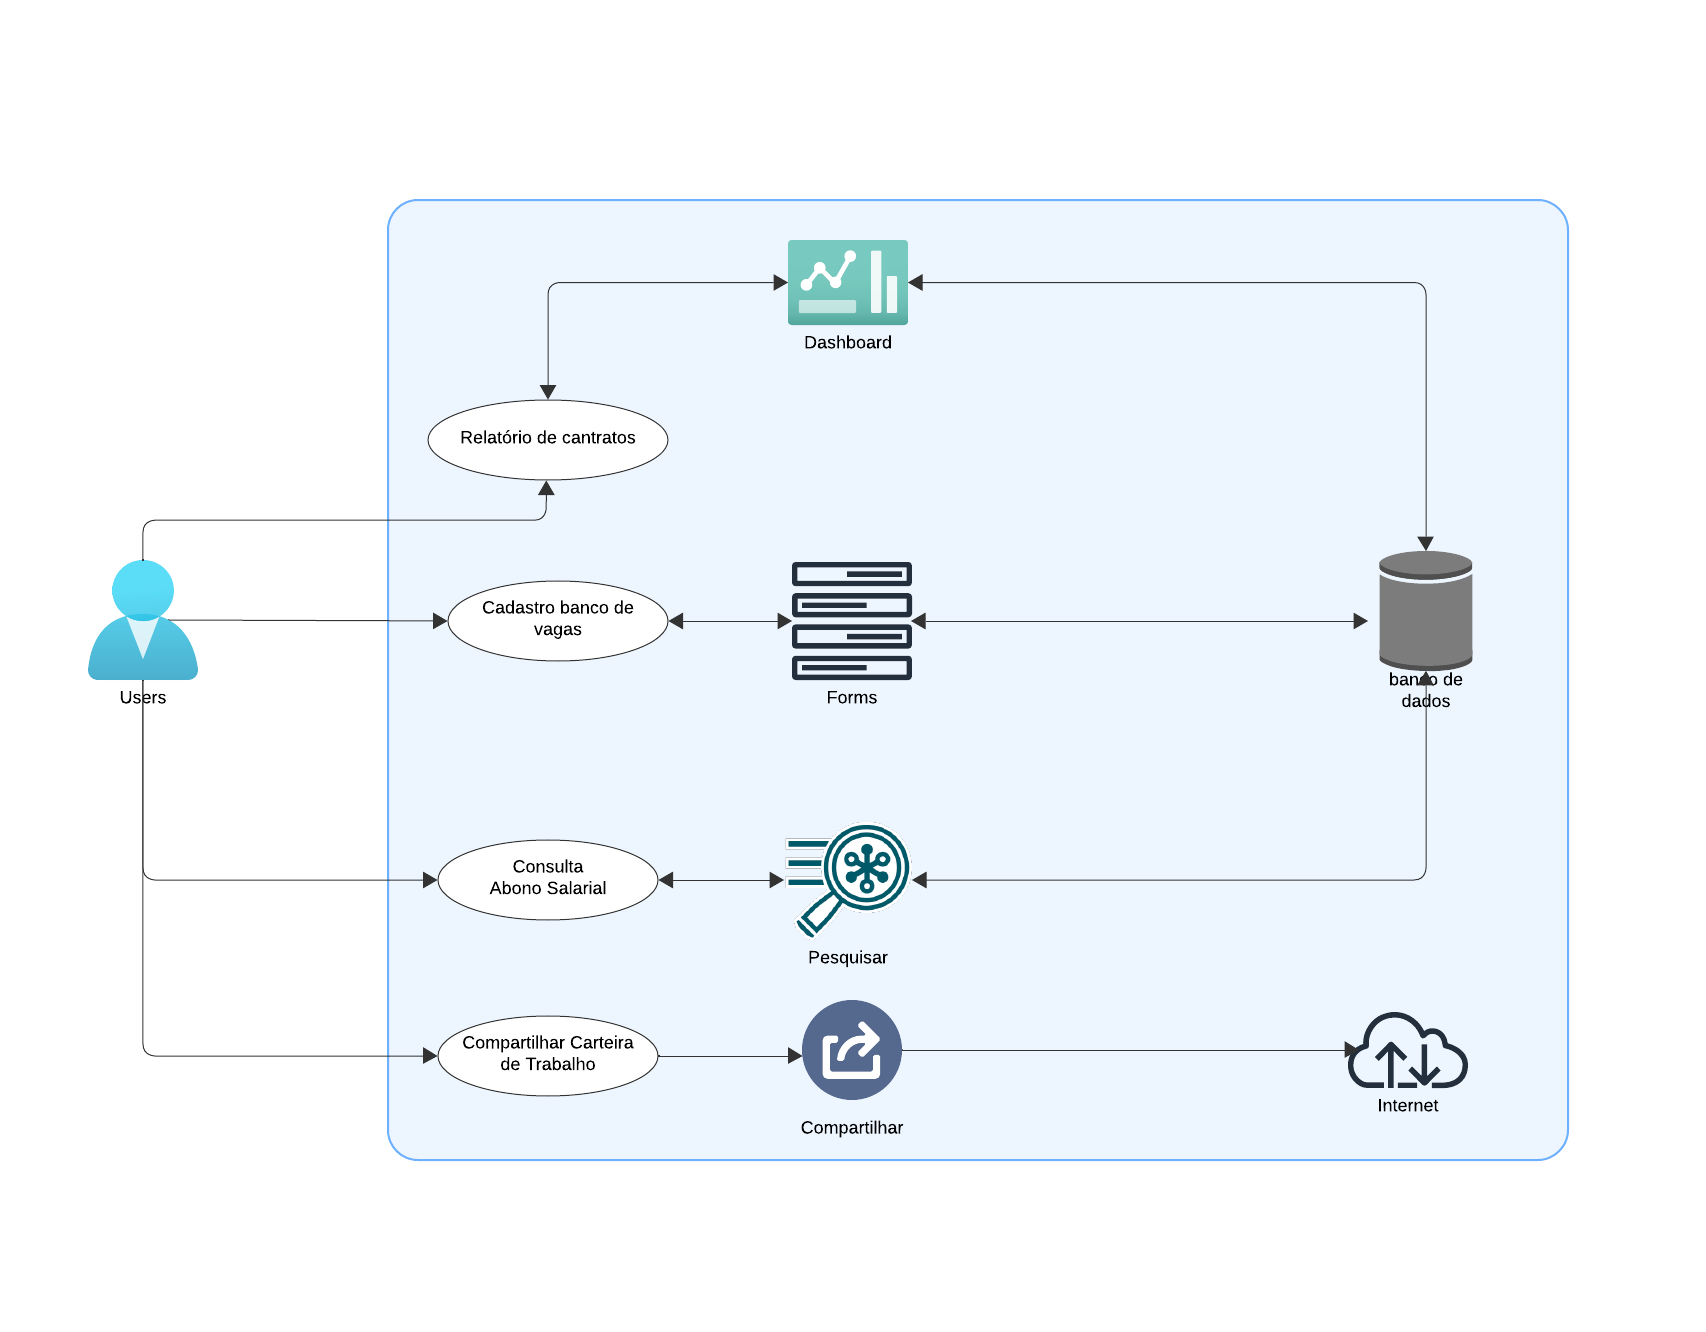 Dashboard
Relatório de cantratos
Cadastro banco de
vagas
Users
Forms
banco de
dados
Consulta
Abono Salarial
Pesquisar
Compartilhar Carteira
de Trabalho
Compartilhar
Internet